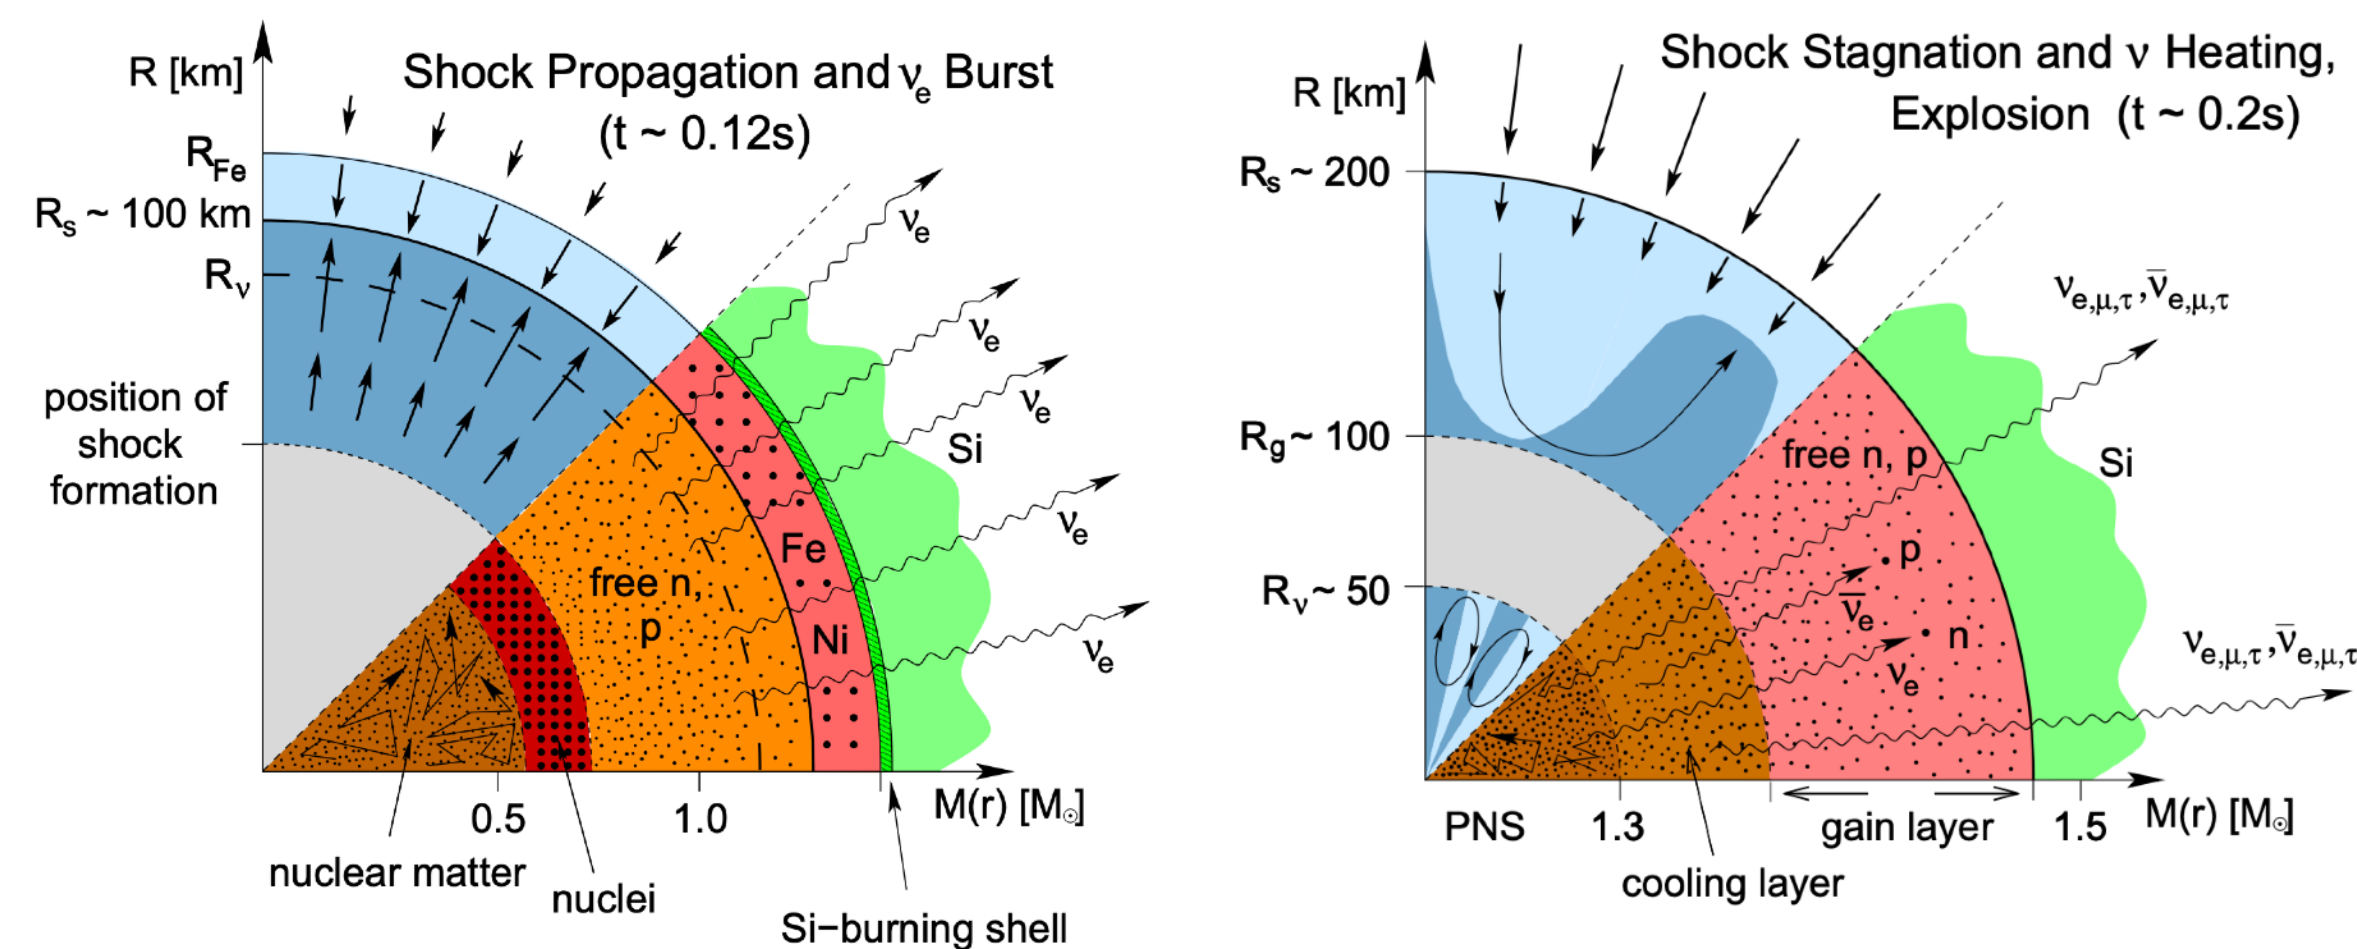 Shock Propagation and νe Burst
(t ~ 0.12s)
R [km]
RFe
Rs ~ 100 km
Rν
position of
shock
formation
νe
νe
νe
νe
νe
Si
Fe
Ni
free n,
p
0.5
1.0
M(r) [M☉]
nuclear matter
nuclei
Si−burning shell
Shock Stagnation and ν Heating,
Explosion (t ~ 0.2s)
R [km]
Rs ~ 200
Rg ~ 100
Rν ~ 50
νe,μ,τ , ν̄e,μ,τ
Si
free n, p
p
ν̄e
n
νe
νe,μ,τ , ν̄e,μ,τ
PNS
1.3
gain layer
1.5
M(r) [M☉]
cooling layer